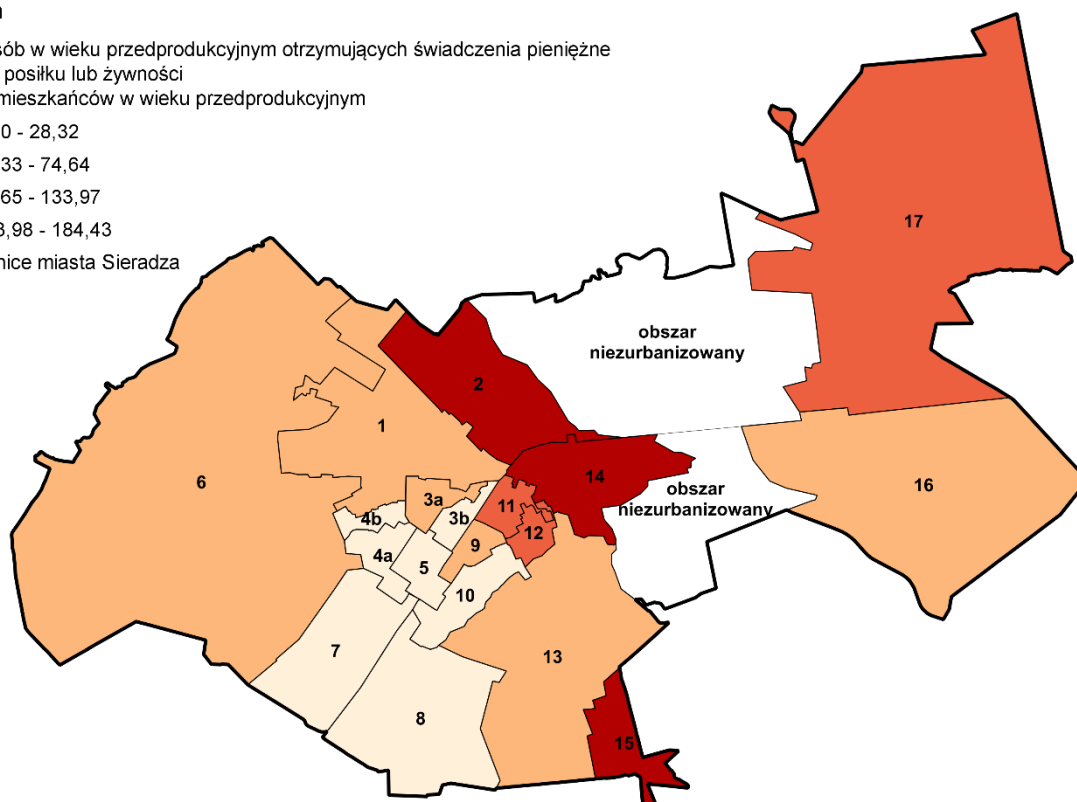 sób w wieku przedprodukcyjnym otrzymujących świadczenia pieniężne
posiłku lub żywności
mieszkańców w wieku przedprodukcyjnym
0 - 28,32
33 - 74,64
65 - 133,97
3,98 - 184,43
nice miasta Sieradza
17
obszar
niezurbanizowany
2
1
6
14
16
3a
obszar
niezurbanizowany
11
4b
3b
12
9
4a
5
10
7
13
8
15